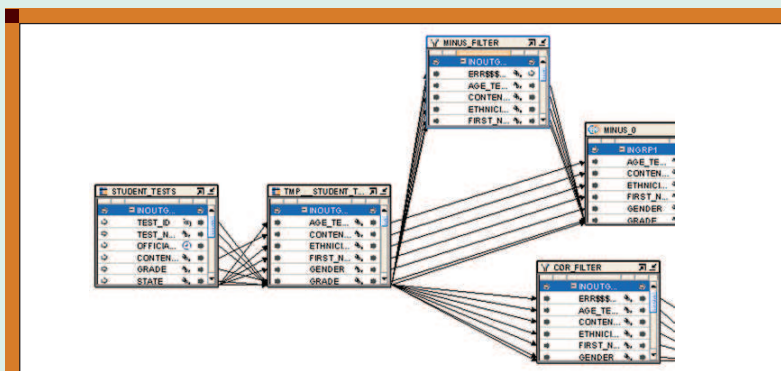 MINUS_FILTER
INOUTG...
ERR$$$...
AGE_TE...
CONTEN...
ETHNICI...
FIRST_N...
MINUS_0
INGRP1
AGE_TE...
CONTEN...
ETHNICI...
FIRST_N...
GENDER
GRADE
STUDENT_TESTS
INOUTG...
TEST_ID
TEST_N...
OFFICIA...
CONTEN...
GRADE
STATE
TMP__STUDENT_T...
INOUTG...
AGE_TE...
CONTEN...
ETHNICI...
FIRST_N...
GENDER
GRADE
COR_FILTER
INOUTG...
ERR$$$...
AGE_TE...
CONTEN...
ETHNICI...
FIRST_N...
GENDER